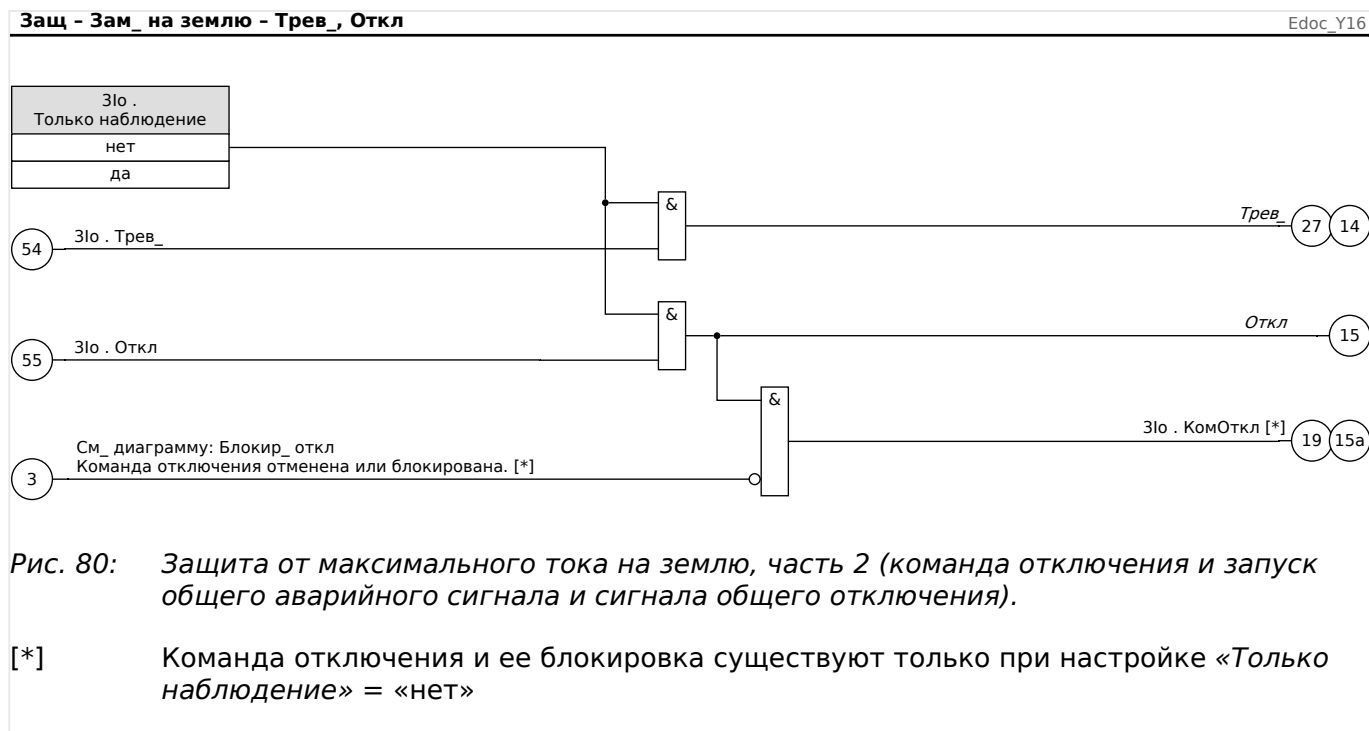 Защ – Зам_ на землю – Трев_, Откл
Edoc_Y16
3Io .
Только наблюдение
нет
да
&
Трев_
27 14
3Io . Трев_
54
&
Откл
15
3Io . Откл
55
&
3Io . КомОткл [*]
19 15a
См_ диаграмму: Блокир_ откл
Команда отключения отменена или блокирована. [*]
3
Рис. 80: Защита от максимального тока на землю, часть 2 (команда отключения и запуск
общего аварийного сигнала и сигнала общего отключения).
[*] Команда отключения и ее блокировка существуют только при настройке «Только
наблюдение» = «нет»